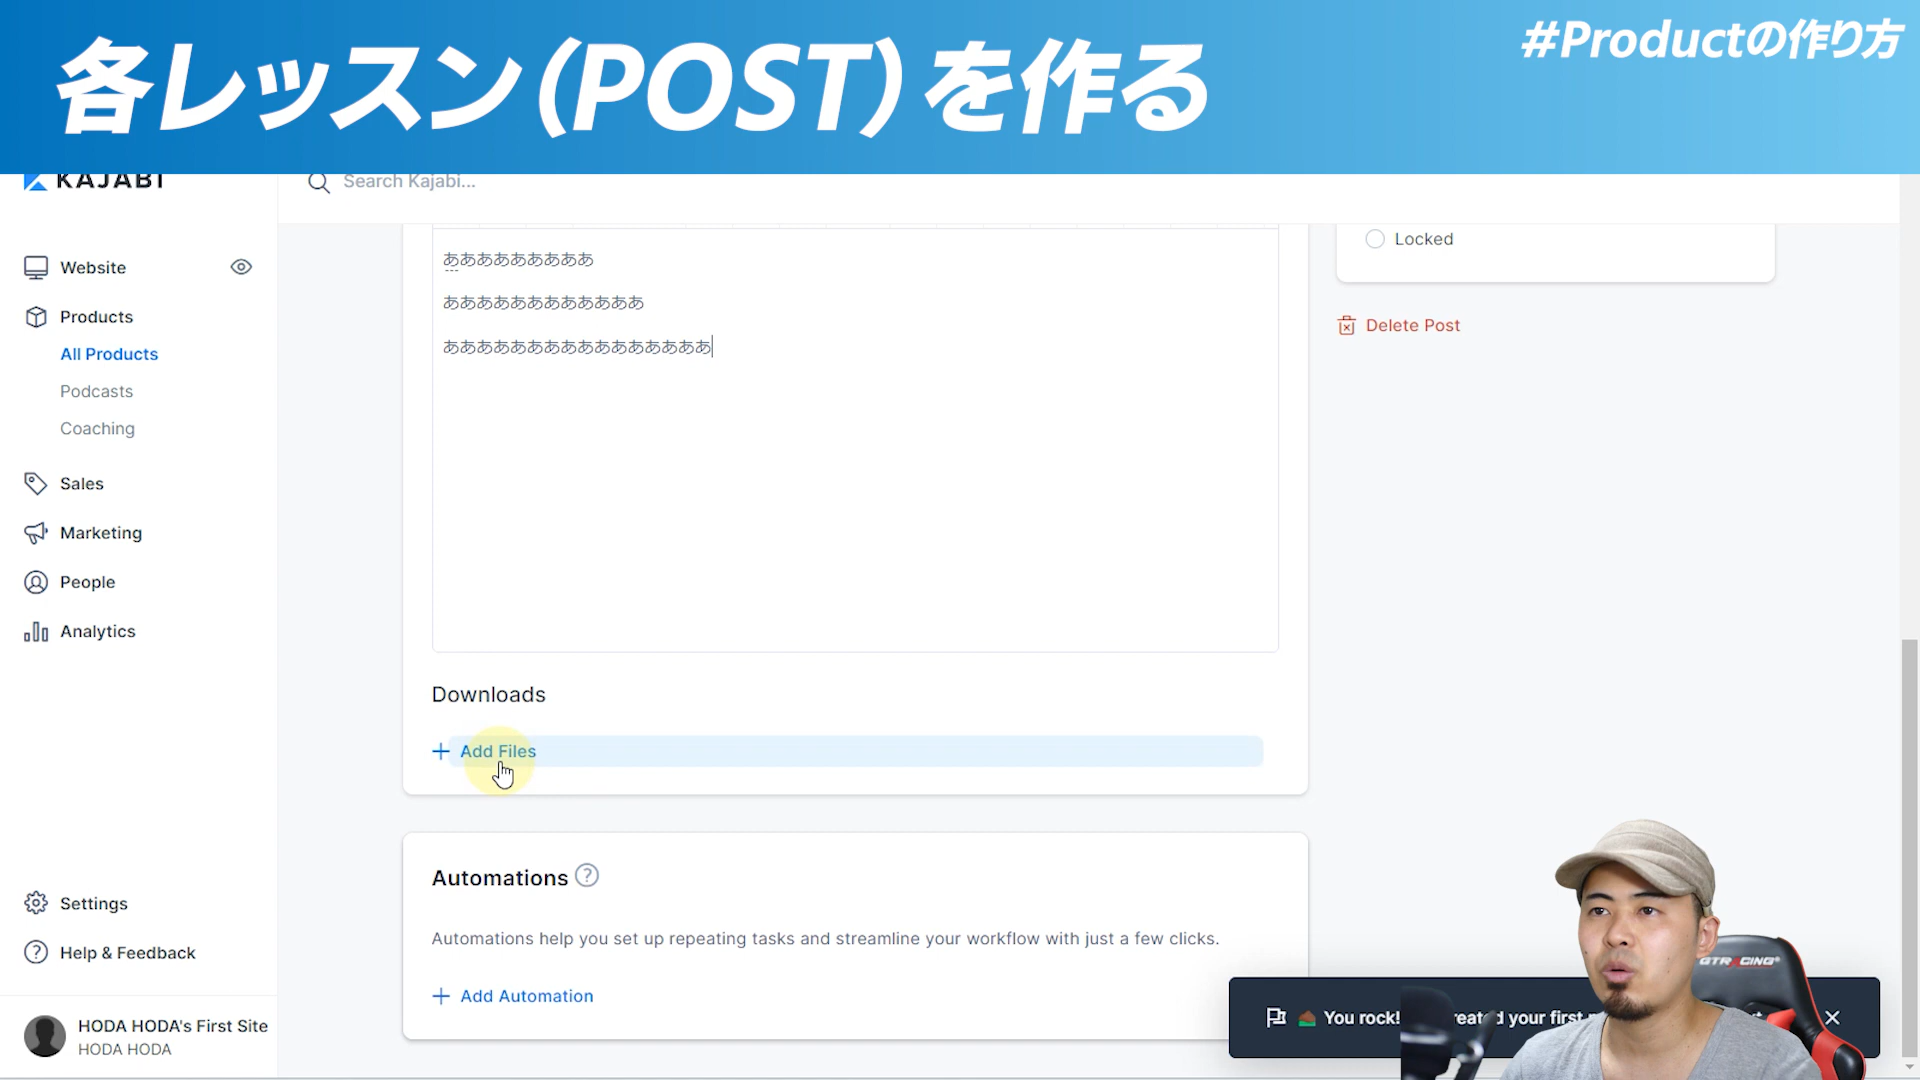 各レッスン（POST）を作る
#Productの作り方
KAJABI
Search Kajabi...
Website
Products
All Products
Podcasts
Coaching
Sales
Marketing
People
Analytics
Settings
Help & Feedback
HODA HODA's First Site
HODA HODA
あああああああああ
ああああああああああああ
ああああああああああああああああ
Downloads
Add Files
Automations
Automations help you set up repeating tasks and streamline your workflow with just a few clicks.
Add Automation
Locked
Delete Post
You rock! created your first
GTRACING